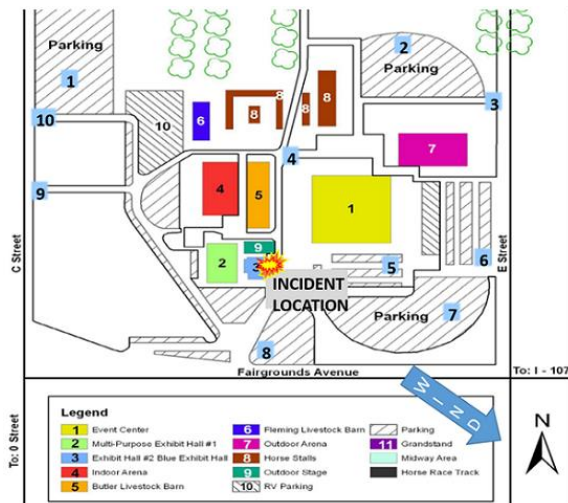 Parking
1
2
Parking
3
10
10
6
8
8
8
8
7
4
9
4
5
1
C Street
E Street
9
2
3
5
6
INCIDENT
LOCATION
Parking
7
8
Fairgrounds Avenue
To: I - 107
To: 0 Street
WIND
N
Legend
1 Event Center
2 Multi-Purpose Exhibit Hall #1
3 Exhibit Hall #2 Blue Exhibit Hall
4 Indoor Arena
5 Butler Livestock Barn
6 Fleming Livestock Barn
7 Outdoor Arena
8 Horse Stalls
9 Outdoor Stage
10 RV Parking
Parking
11 Grandstand
Midway Area
Horse Race Track